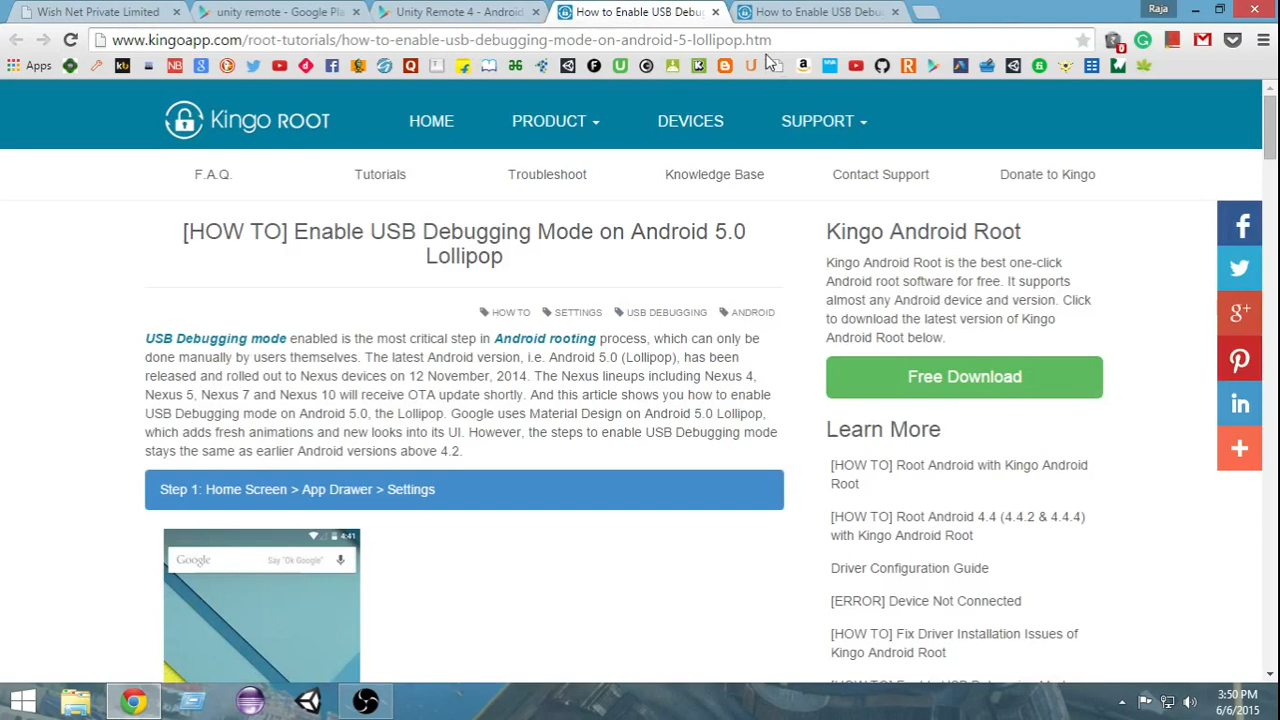 Wish Net Private Limited
unity remote - Google Pla
Unity Remote 4 - Android
How to Enable USB Debug
How to Enable USB Debu
Raja
www.kingoapp.com/root-tutorials/how-to-enable-usb-debugging-mode-on-android-5-lollipop.htm
Apps
Kingo ROOT
HOME
PRODUCT
DEVICES
SUPPORT
F.A.Q.
Tutorials
Troubleshoot
Knowledge Base
Contact Support
Donate to Kingo
[HOW TO] Enable USB Debugging Mode on Android 5.0
Lollipop
HOW TO
SETTINGS
USB DEBUGGING
ANDROID
USB Debugging mode enabled is the most critical step in Android rooting process, which can only be
done manually by users themselves. The latest Android version, i.e. Android 5.0 (Lollipop), has been
released and rolled out to Nexus devices on 12 November, 2014. The Nexus lineups including Nexus 4,
Nexus 5, Nexus 7 and Nexus 10 will receive OTA update shortly. And this article shows you how to enable
USB Debugging mode on Android 5.0, the Lollipop. Google uses Material Design on Android 5.0 Lollipop,
which adds fresh animations and new looks into its UI. However, the steps to enable USB Debugging mode
stays the same as earlier Android versions above 4.2.
Step 1: Home Screen > App Drawer > Settings
4:41
Google
Say "Ok Google"
Kingo Android Root
Kingo Android Root is the best one-click
Android root software for free. It supports
almost any Android device and version. Click
to download the latest version of Kingo
Android Root below.
Free Download
Learn More
[HOW TO] Root Android with Kingo Android
Root
[HOW TO] Root Android 4.4 (4.4.2 & 4.4.4)
with Kingo Android Root
Driver Configuration Guide
[ERROR] Device Not Connected
[HOW TO] Fix Driver Installation Issues of
Kingo Android Root
3:50 PM
6/6/2015